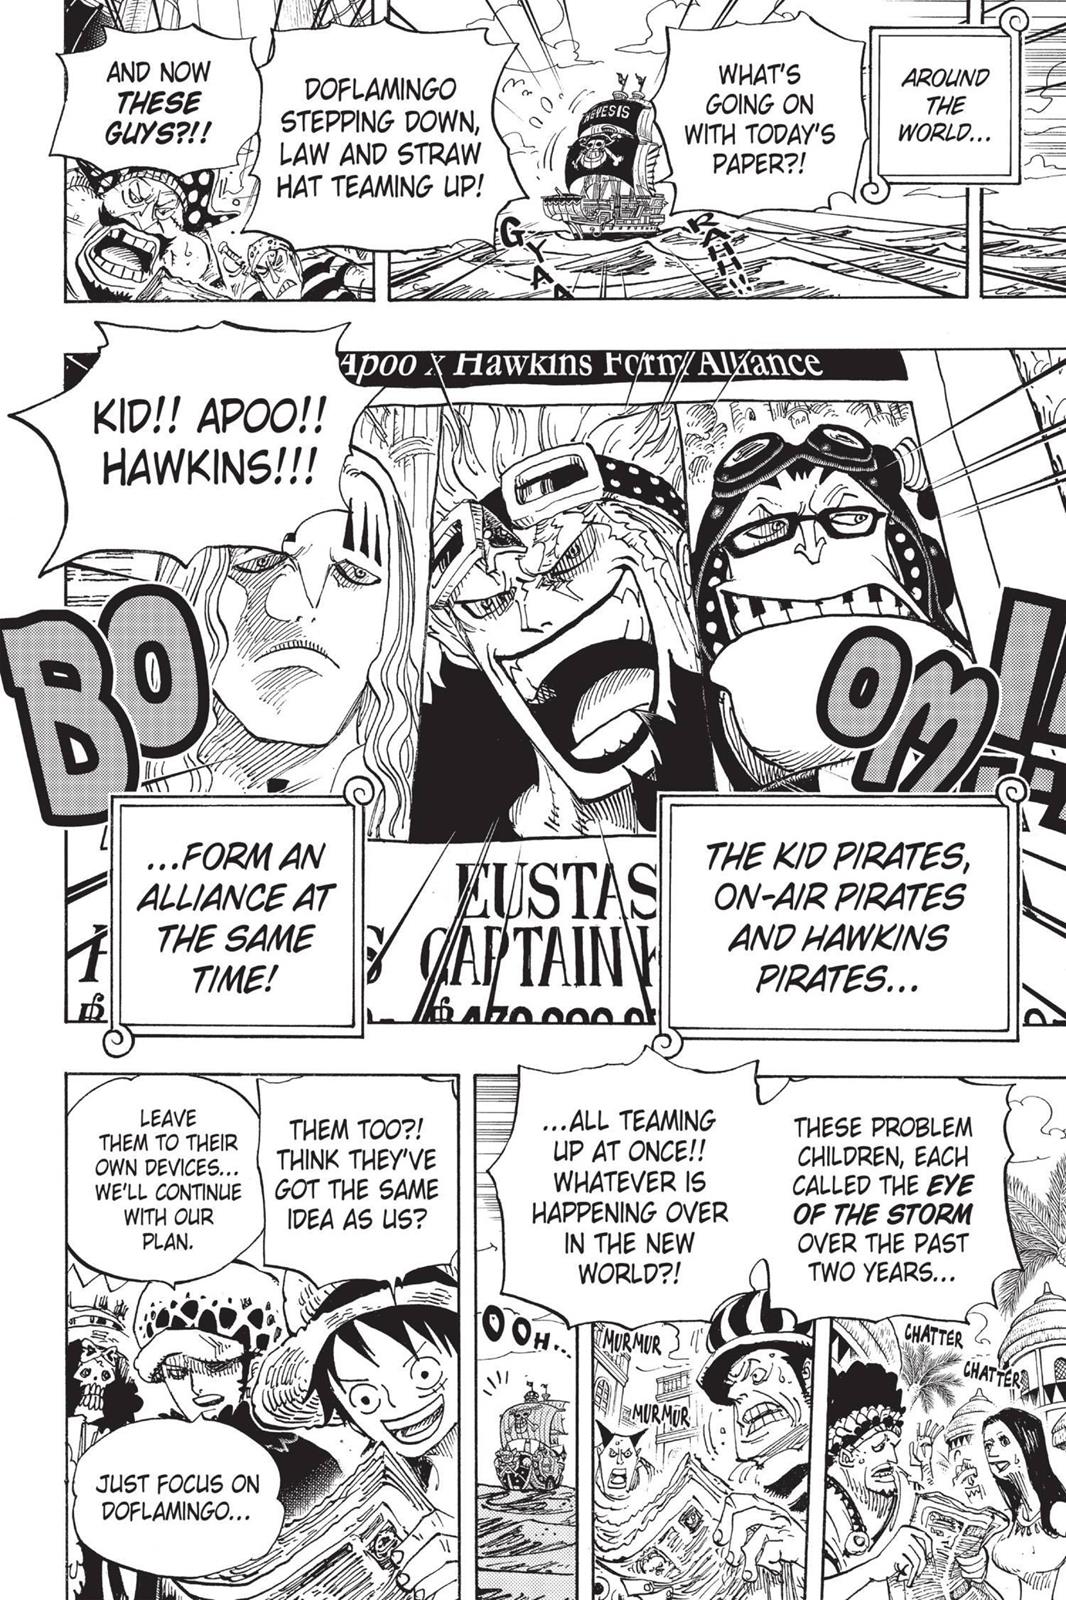 AROUND
THE
WORLD...
WHAT'S
GOING ON
WITH TODAY'S
PAPER?!
GYAA
RAHH!!
DOFLAMINGO
STEPPING DOWN,
LAW AND STRAW
HAT TEAMING UP!
AND NOW
THESE
GUYS?!!
Apoo x Hawkins Form Alliance
KID!! APOO!!
HAWKINS!!!
BOOM!!
THE KID PIRATES,
ON-AIR PIRATES
AND HAWKINS
PIRATES...
...FORM AN
ALLIANCE AT
THE SAME
TIME!
EUSTAS
CAPTAIN K
THESE PROBLEM
CHILDREN, EACH
CALLED THE EYE
OF THE STORM
OVER THE PAST
TWO YEARS...
CHATTER
CHATTER
...ALL TEAMING
UP AT ONCE!!
WHATEVER IS
HAPPENING OVER
IN THE NEW
WORLD?!
MURMUR
MURMUR
OOH...
THEM TOO?!
THINK THEY'VE
GOT THE SAME
IDEA AS US?
LEAVE
THEM TO THEIR
OWN DEVICES...
WE'LL CONTINUE
WITH OUR
PLAN.
JUST FOCUS ON
DOFLAMINGO...